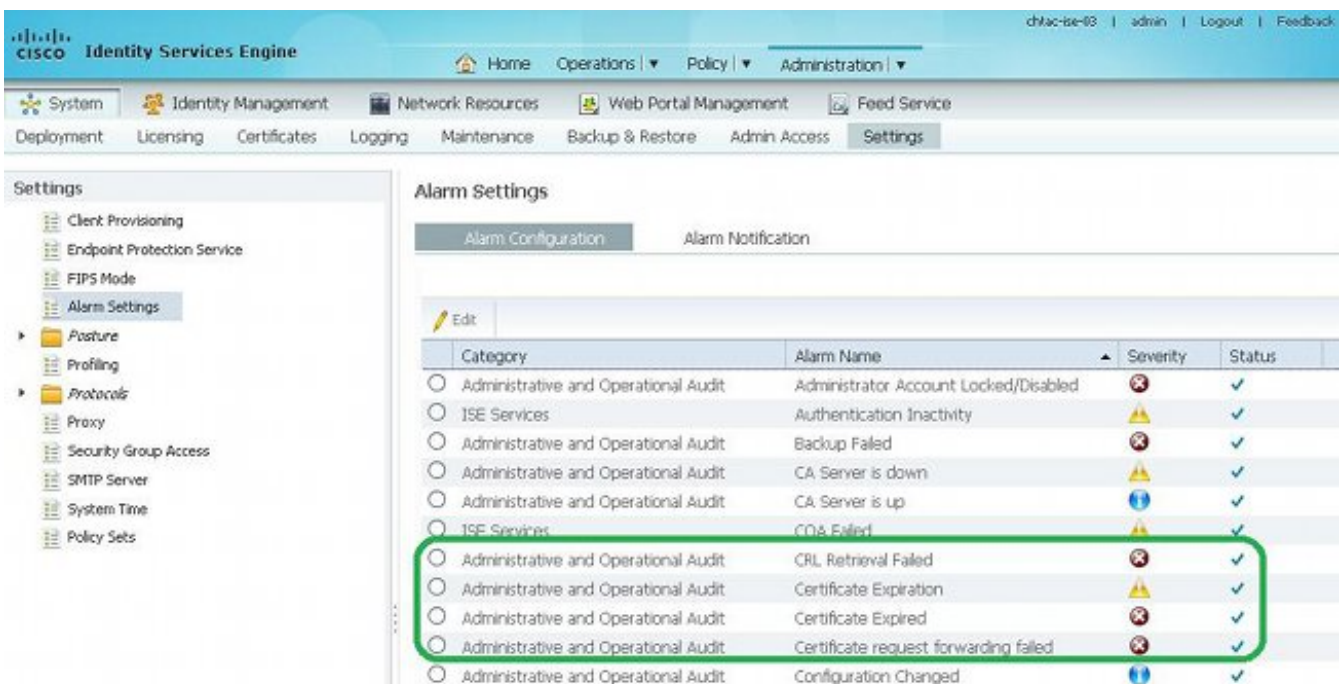 chtac-ise-03 | admin | Logout | Feedback
CISCO Identity Services Engine
Home Operations | Policy | Administration |
System Identity Management Network Resources Web Portal Management Feed Service
Deployment Licensing Certificates Logging Maintenance Backup & Restore Admin Access Settings
Settings
Client Provisioning
Endpoint Protection Service
FIPS Mode
Alarm Settings
Posture
Profiling
Protocols
Proxy
Security Group Access
SMTP Server
System Time
Policy Sets
Alarm Settings
Alarm Configuration Alarm Notification
Edit
Category Alarm Name Severity Status
Administrative and Operational Audit Administrator Account Locked/Disabled
ISE Services Authentication Inactivity
Administrative and Operational Audit Backup Failed
Administrative and Operational Audit CA Server is down
Administrative and Operational Audit CA Server is up
ISE Services COA Failed
Administrative and Operational Audit CRL Retrieval Failed
Administrative and Operational Audit Certificate Expiration
Administrative and Operational Audit Certificate Expired
Administrative and Operational Audit Certificate request forwarding failed
Administrative and Operational Audit Configuration Changed